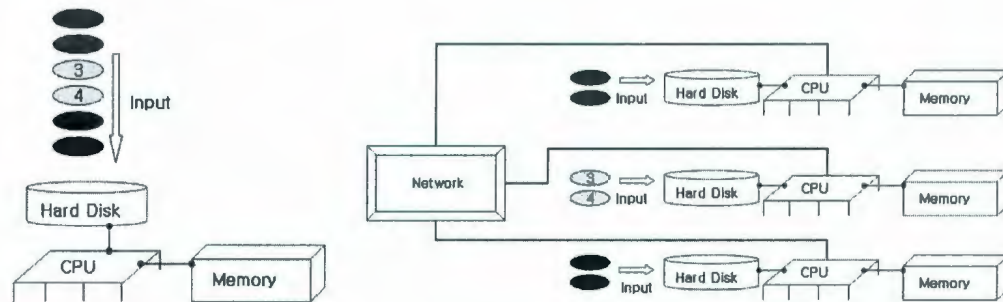 3
4
Input
Hard Disk
CPU
Memory
Network
Input
Hard Disk
CPU
Memory
3
4
Input
Hard Disk
CPU
Memory
Input
Hard Disk
CPU
Memory